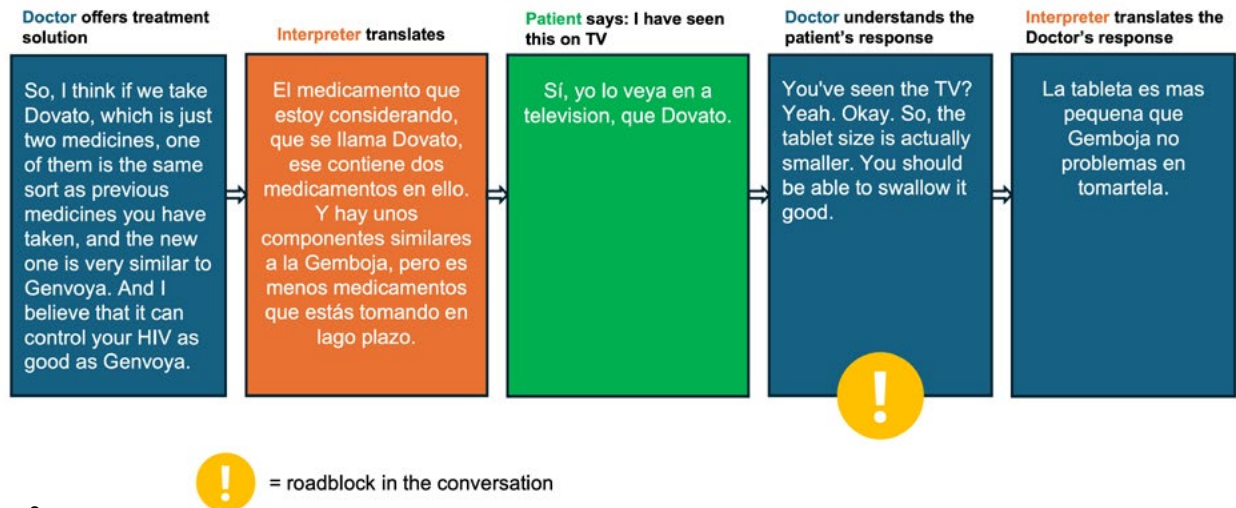 Doctor offers treatment
solution
So, I think if we take
Dovato, which is just
two medicines, one
of them is the same
sort as previous
medicines you have
taken, and the new
one is very similar to
Genvoya. And I
believe that it can
control your HIV as
good as Genvoya.
Interpreter translates
El medicamento que
estoy considerando,
que se llama Dovato,
ese contiene dos
medicamentos en ello.
Y hay unos
componentes similares
a la Gemboja, pero es
menos medicamentos
que estás tomando en
lago plazo.
Patient says: I have seen
this on TV
Sí, yo lo veya en a
television, que Dovato.
Doctor understands the
patient's response
You've seen the TV?
Yeah. Okay. So, the
tablet size is actually
smaller. You should
be able to swallow it
good.
Interpreter translates the
Doctor's response
La tableta es mas
pequena que
Gemboja no
problemas en
tomartela.
!
! = roadblock in the conversation